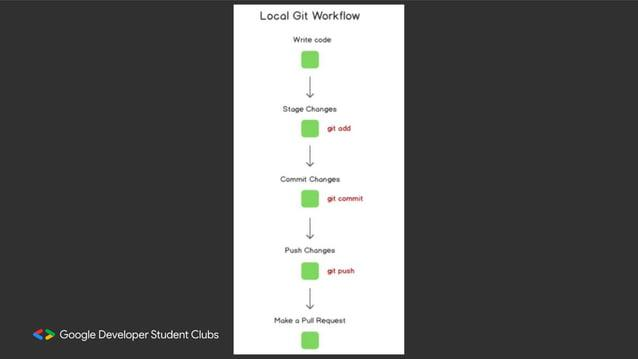 Local Git Workflow
Write code
Stage Changes
git add
Commit Changes
git commit
Push Changes
git push
Make a Pull Request
Google Developer Student Clubs